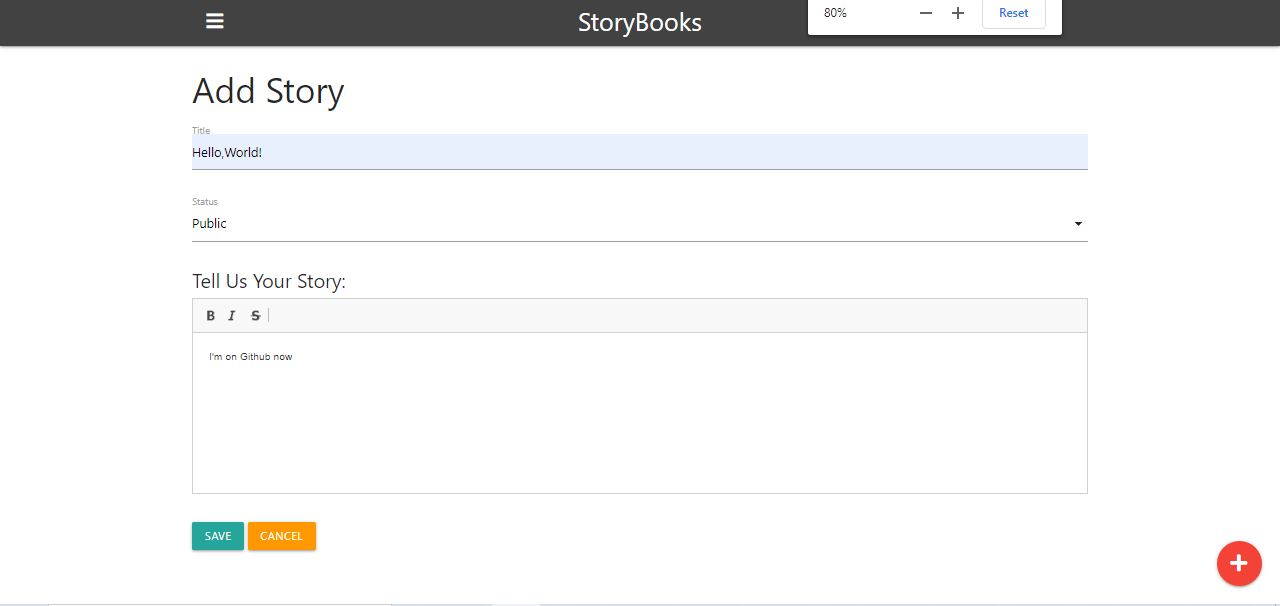 StoryBooks
80%
Reset
Add Story
Title
Hello,World!
Status
Public
Tell Us Your Story:
B I S
I'm on Github now
SAVE CANCEL